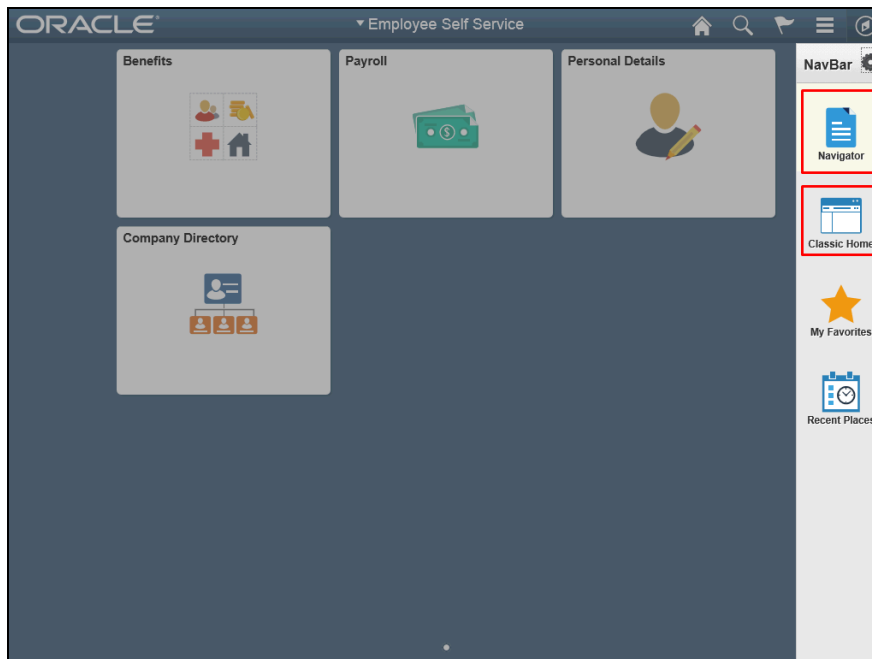 ORACLE
Employee Self Service
Benefits
Payroll
Personal Details
NavBar
Navigator
Classic Home
Company Directory
My Favorites
Recent Places